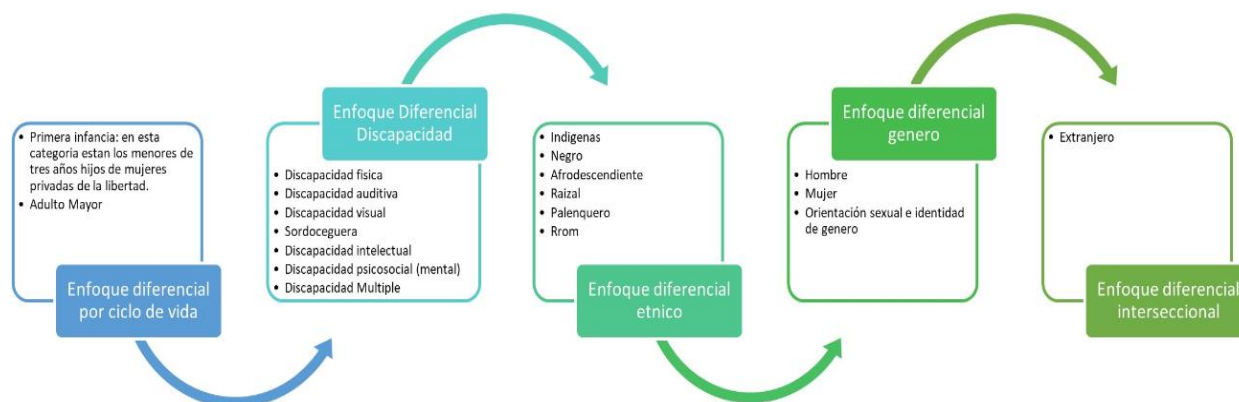 • Primera infancia: en esta
categoria estan los menores de
tres años hijos de mujeres
privadas de la libertad.
• Adulto Mayor
Enfoque diferencial
por ciclo de vida
Enfoque Diferencial
Discapacidad
• Discapacidad fisica
• Discapacidad auditiva
• Discapacidad visual
• Sordoceguera
• Discapacidad intelectual
• Discapacidad psicosocial (mental)
• Discapacidad Multiple
• Indigenas
• Negro
• Afrodescendiente
• Raizal
• Palenquero
• Rrom
Enfoque diferencial
etnico
Enfoque diferencial
genero
• Hombre
• Mujer
• Orientación sexual e identidad
de genero
• Extranjero
Enfoque diferencial
interseccional